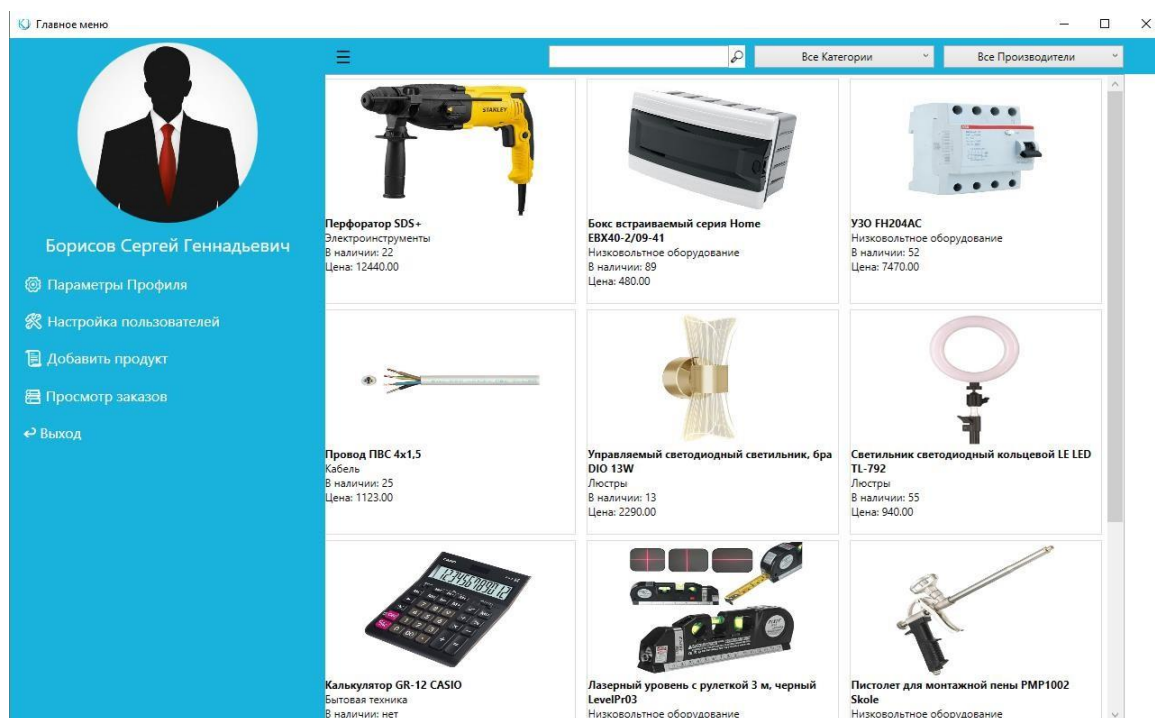 Главное меню
Все Категории
Все Производители
Борисов Сергей Геннадьевич
Параметры Профиля
Настройка пользователей
Добавить продукт
Просмотр заказов
Выход
STANLEY
Перфоратор SDS+
Электроинструменты
В наличии: 22
Цена: 12440.00
Бокс встраиваемый серия Home
EBX40-2/09-41
Низковольтное оборудование
В наличии: 89
Цена: 480.00
УЗО FH204AC
Низковольтное оборудование
В наличии: 52
Цена: 7470.00
Провод ПВС 4х1,5
Кабель
В наличии: 25
Цена: 1123.00
Управляемый светодиодный светильник, бра
DIO 13W
Люстры
В наличии: 13
Цена: 2290.00
Светильник светодиодный кольцевой LE LED
TL-792
Люстры
В наличии: 55
Цена: 940.00
Калькулятор GR-12 CASIO
Бытовая техника
В наличии: нет
Лазерный уровень с рулеткой 3 м, черный
LevelPr03
Низковольтное оборудование
Пистолет для монтажной пены PMP1002
Skole
Низковольтное оборудование